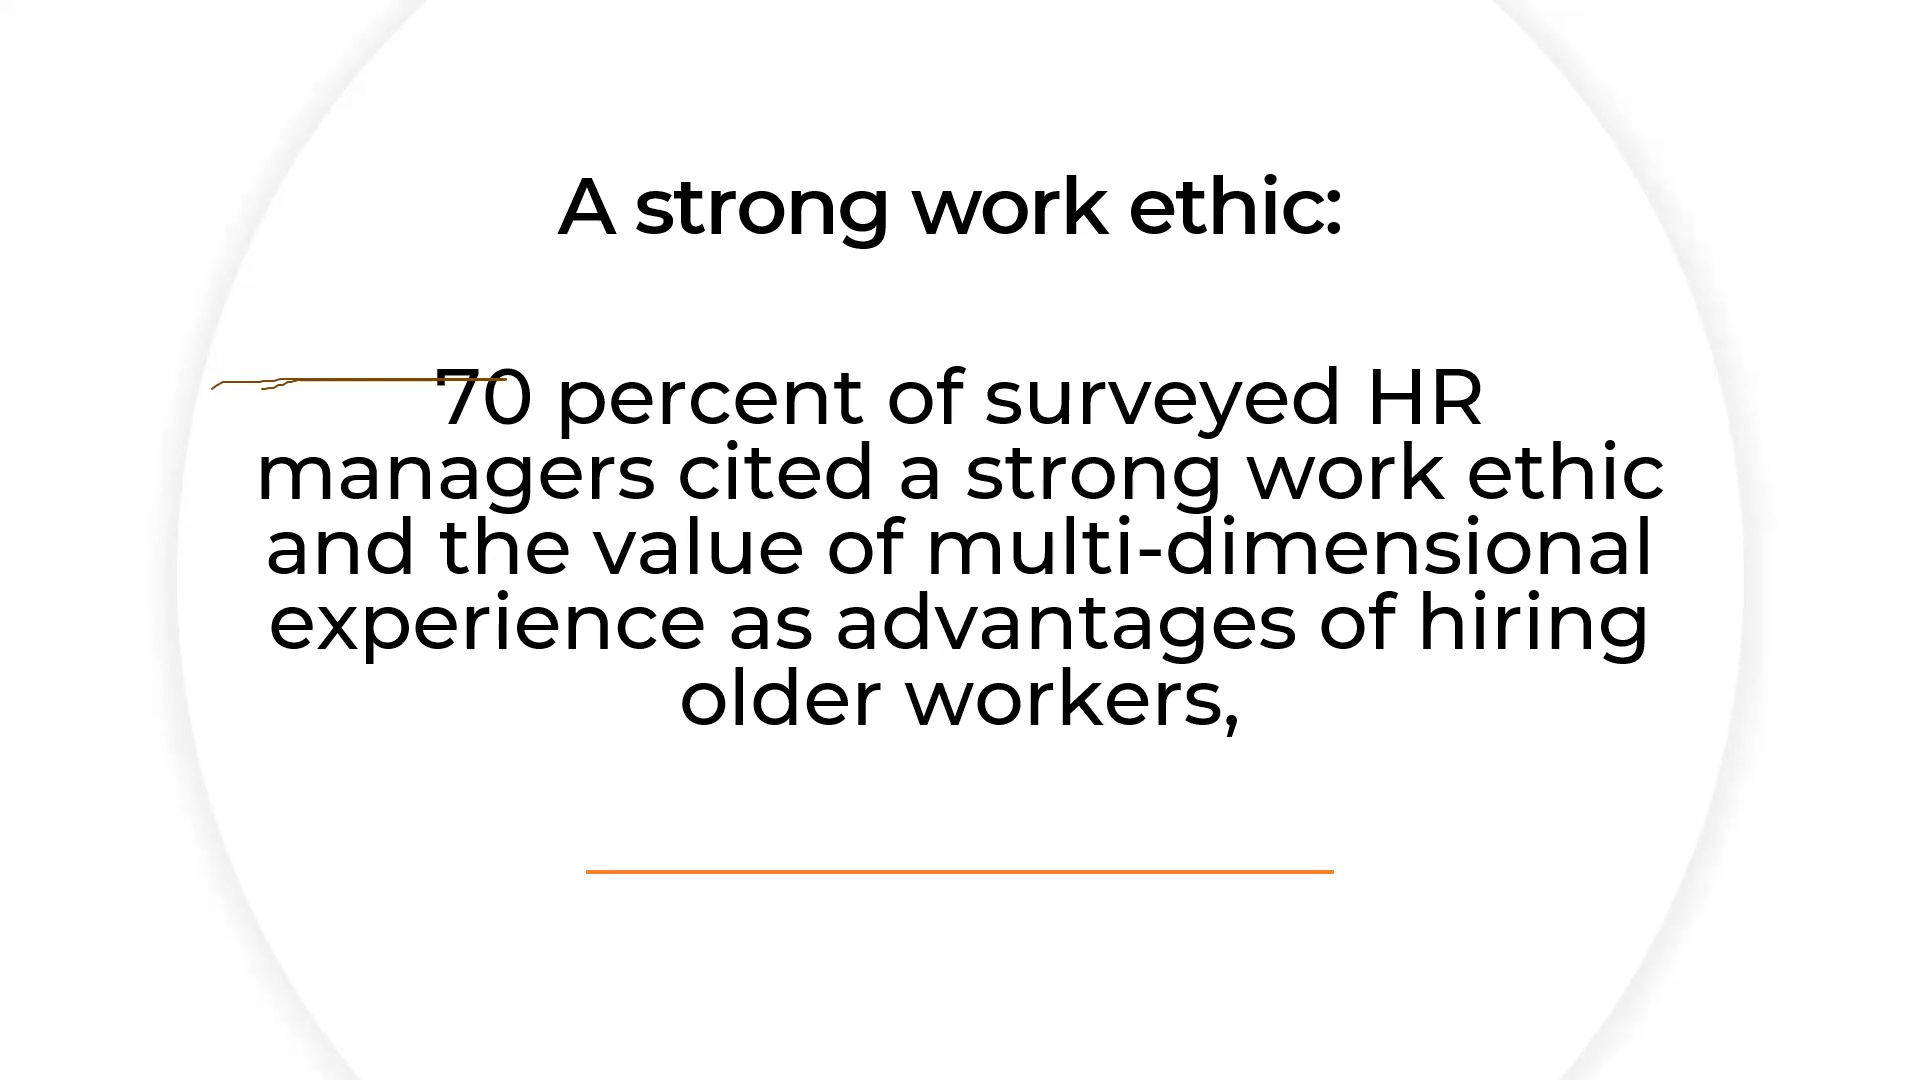 A strong work ethic:
70 percent of surveyed HR
managers cited a strong work ethic
and the value of multi-dimensional
experience as advantages of hiring
older workers,